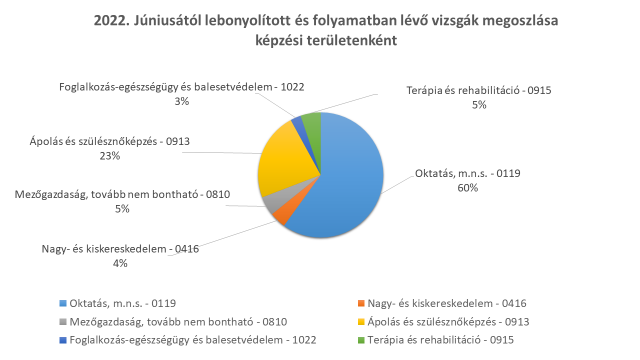 2022. Júniusától lebonyolított és folyamatban lévő vizsgák megoszlása
képzési területenként
Foglalkozás-egészségügy és balesetvédelem - 1022
3%
Terápia és rehabilitáció - 0915
5%
Ápolás és szülésznőképzés - 0913
23%
Oktatás, m.n.s. - 0119
60%
Mezőgazdaság, tovább nem bontható - 0810
5%
Nagy- és kiskereskedelem - 0416
4%
Oktatás, m.n.s. - 0119
Nagy- és kiskereskedelem - 0416
Mezőgazdaság, tovább nem bontható - 0810
Ápolás és szülésznőképzés - 0913
Foglalkozás-egészségügy és balesetvédelem - 1022
Terápia és rehabilitáció - 0915